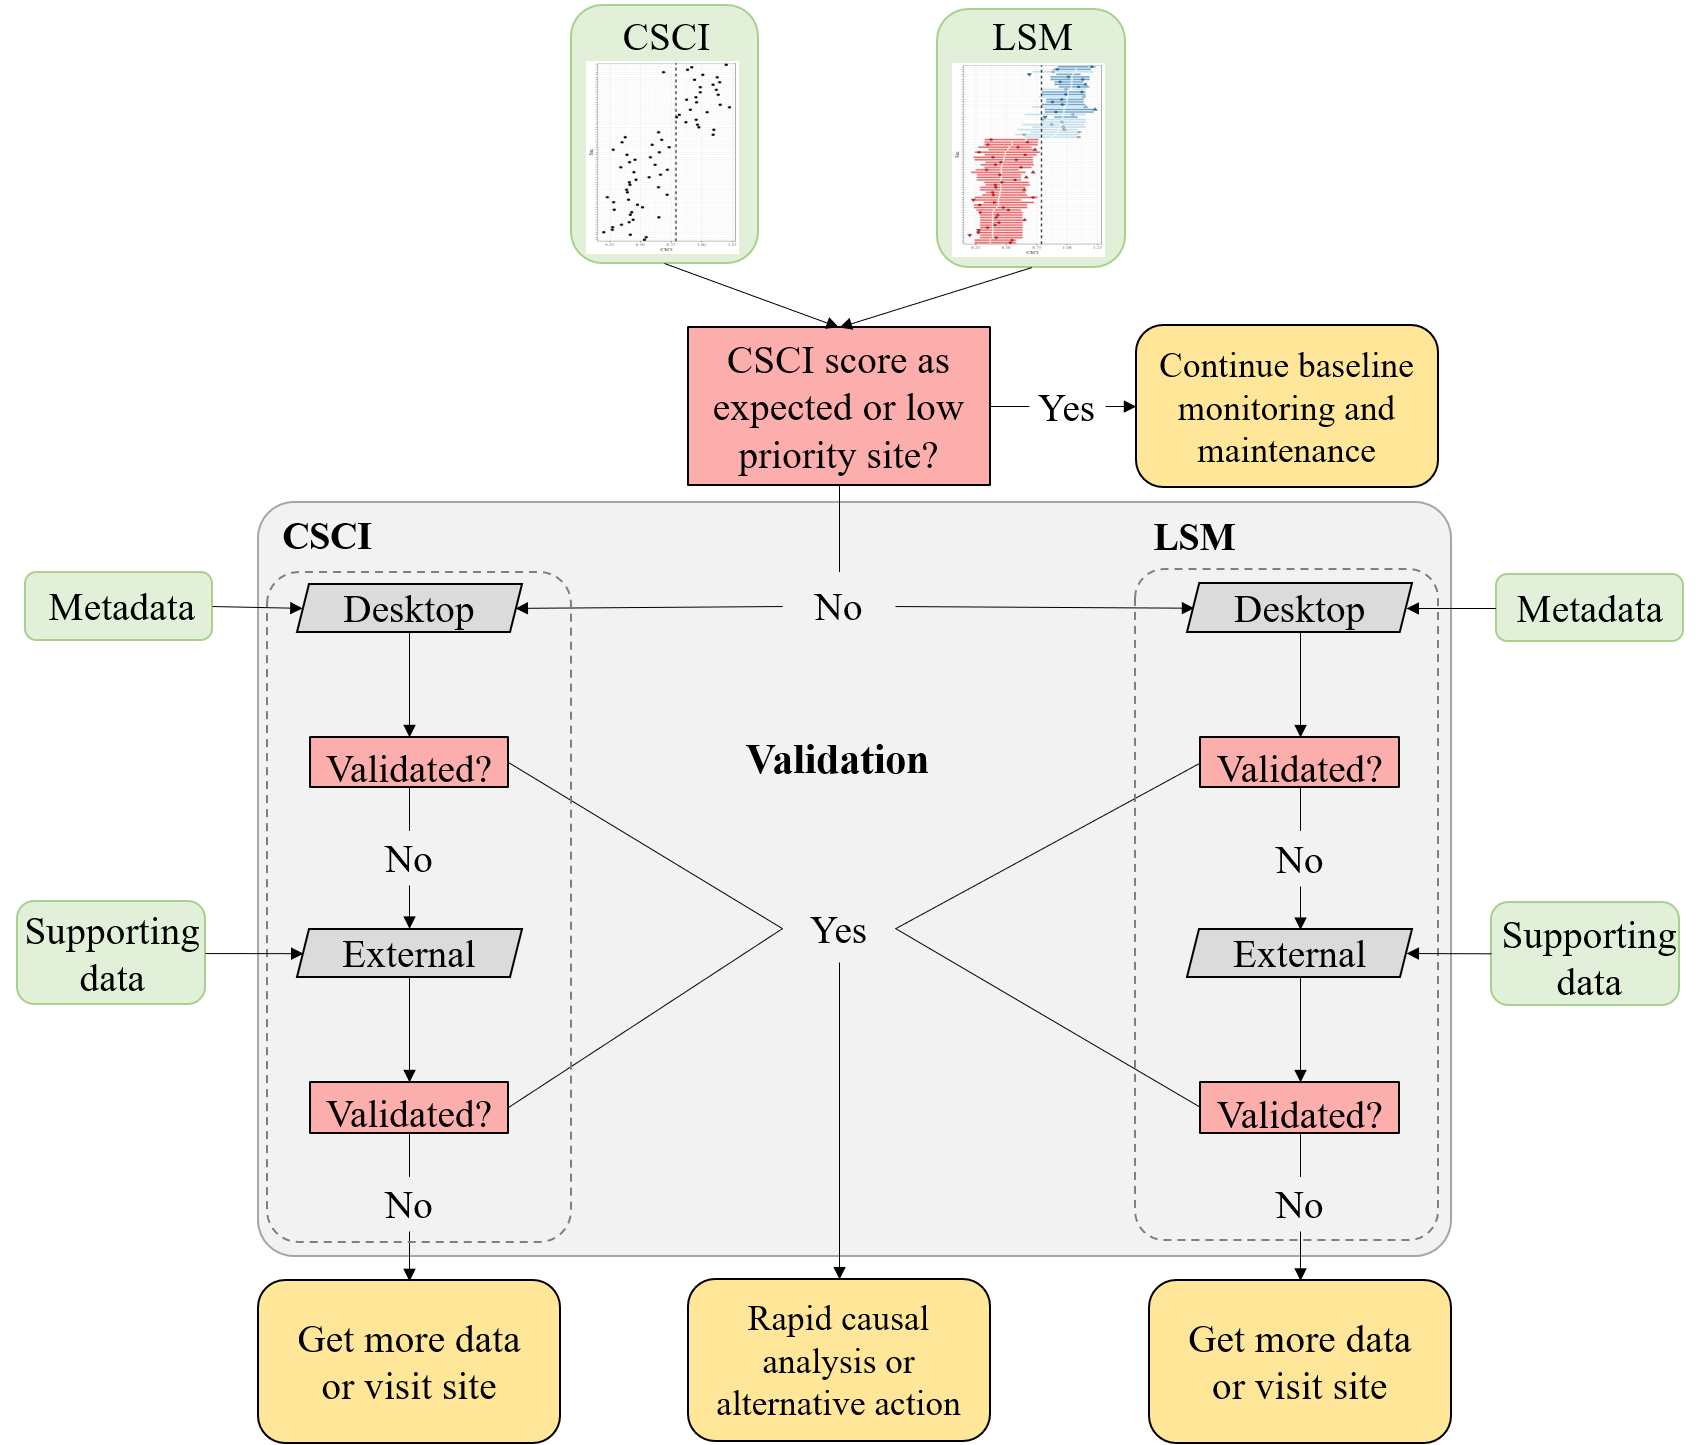 CSCI
LSM
CSCI
CSCI
CSCI score as
expected or low
priority site?
Yes
Continue baseline
monitoring and
maintenance
CSCI
LSM
Metadata
Desktop
No
Desktop
Metadata
Validated?
Validation
Validated?
No
No
Supporting
data
External
Yes
External
Supporting
data
Validated?
Validated?
No
No
Get more data
or visit site
Rapid causal
analysis or
alternative action
Get more data
or visit site